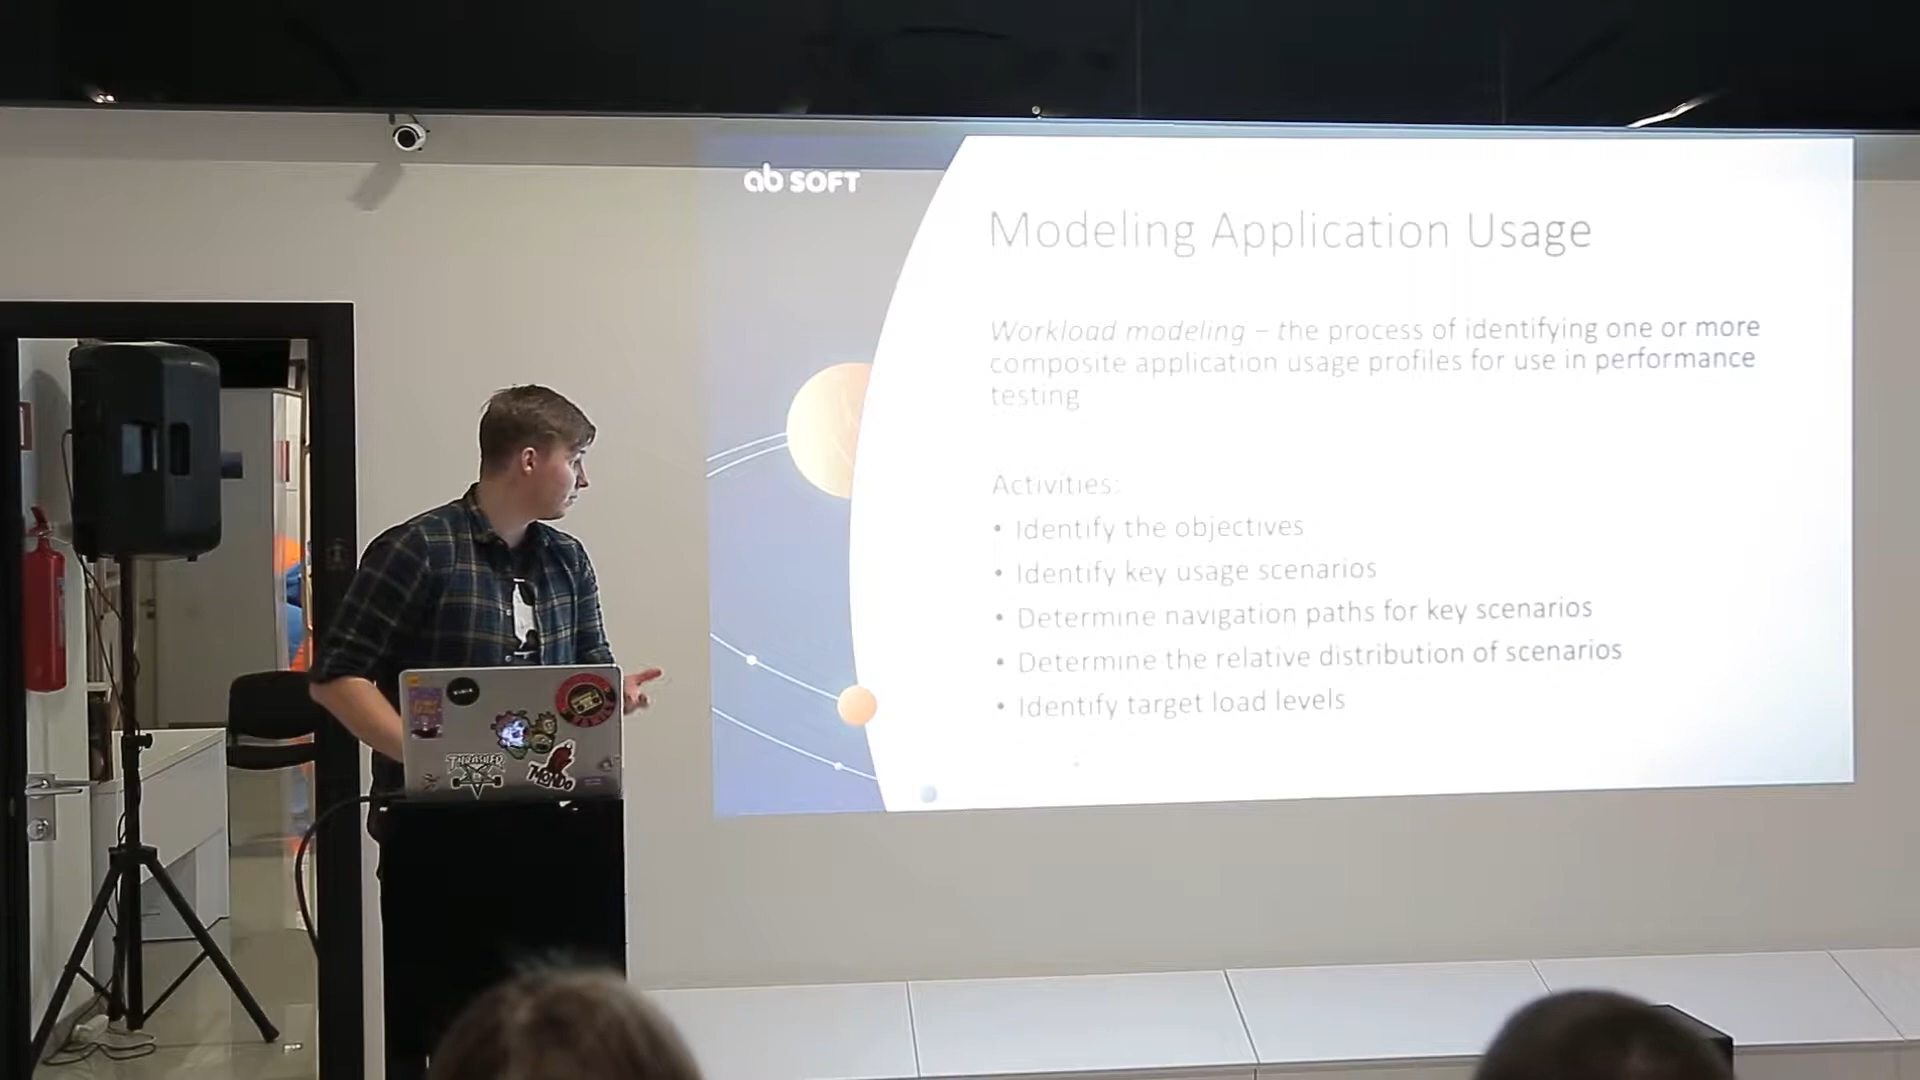 ab SOFT
Modeling Application Usage
Workload modeling – the process of identifying one or more
composite application usage profiles for use in performance
testing
Activities:
• Identify the objectives
• Identify key usage scenarios
• Determine navigation paths for key scenarios
• Determine the relative distribution of scenarios
• Identify target load levels
THRASHER